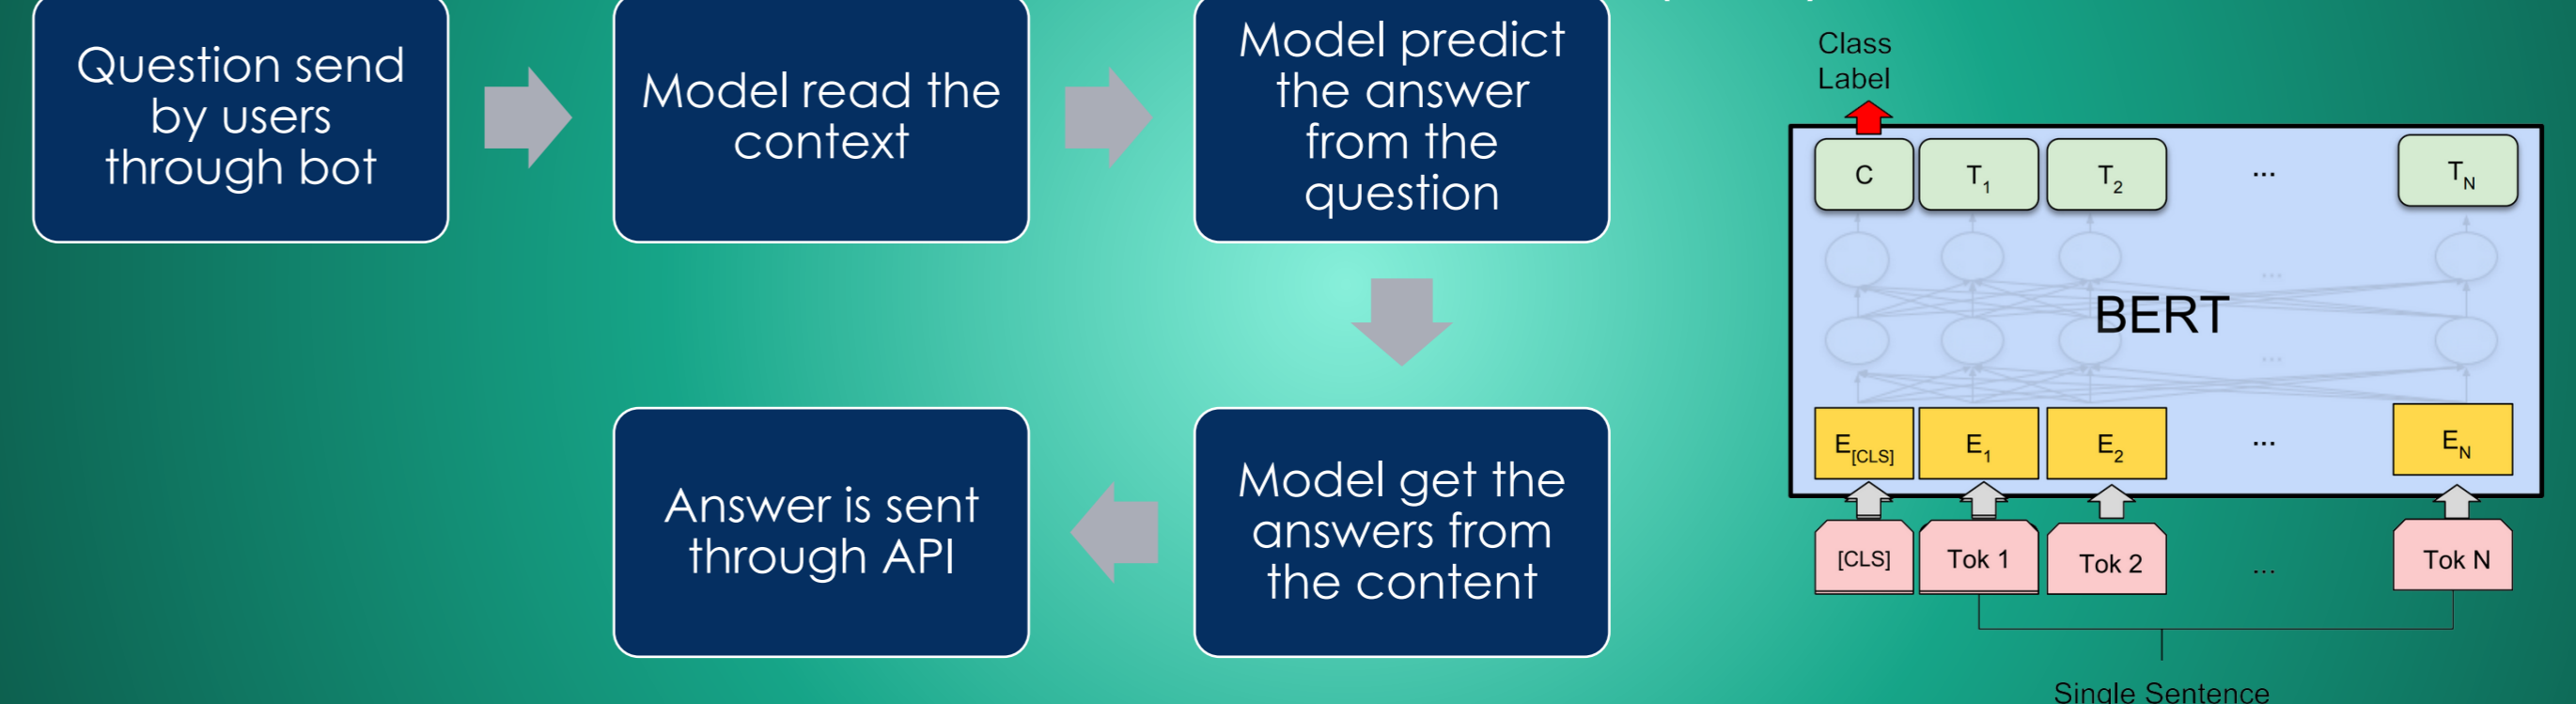 Question send
by users
through bot
Model read the
context
Model predict
the answer
from the
question
Answer is sent
through API
Model get the
answers from
the content
Class
Label
C
T1
T2
...
TN
...
BERT
...
E[CLS]
E1
E2
...
EN
[CLS]
Tok 1
Tok 2
...
Tok N
Single Sentence